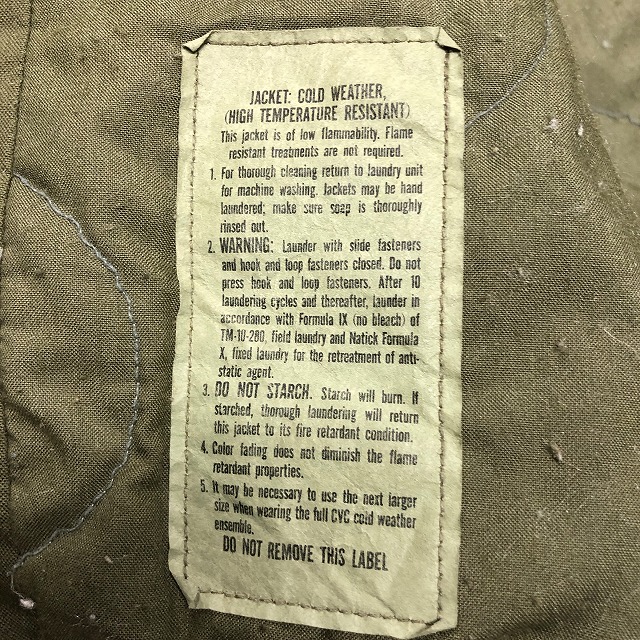 JACKET: COLD WEATHER,
(HIGH TEMPERATURE RESISTANT)
This jacket is of low flammability. Flame
resistant treatments are not required.
1. For thorough cleaning return to laundry unit
for machine washing. Jackets may be hand
laundered; make sure soap is thoroughly
rinsed out.
2. WARNING: Launder with slide fasteners
and hook and loop fasteners closed. Do not
press hook and loop fasteners. After 10
laundering cycles and thereafter, launder in
accordance with Formula IX (no bleach) of
TM-10-280, field laundry and Natick Formula
X, fixed laundry for the retreatment of anti-
static agent.
3. DO NOT STARCH. Starch will burn. If
starched, thorough laundering will return
this jacket to its fire retardant condition.
4. Color fading does not diminish the flame
retardant properties.
5. It may be necessary to use the next larger
size when wearing the full CVC cold weather
ensemble.
DO NOT REMOVE THIS LABEL